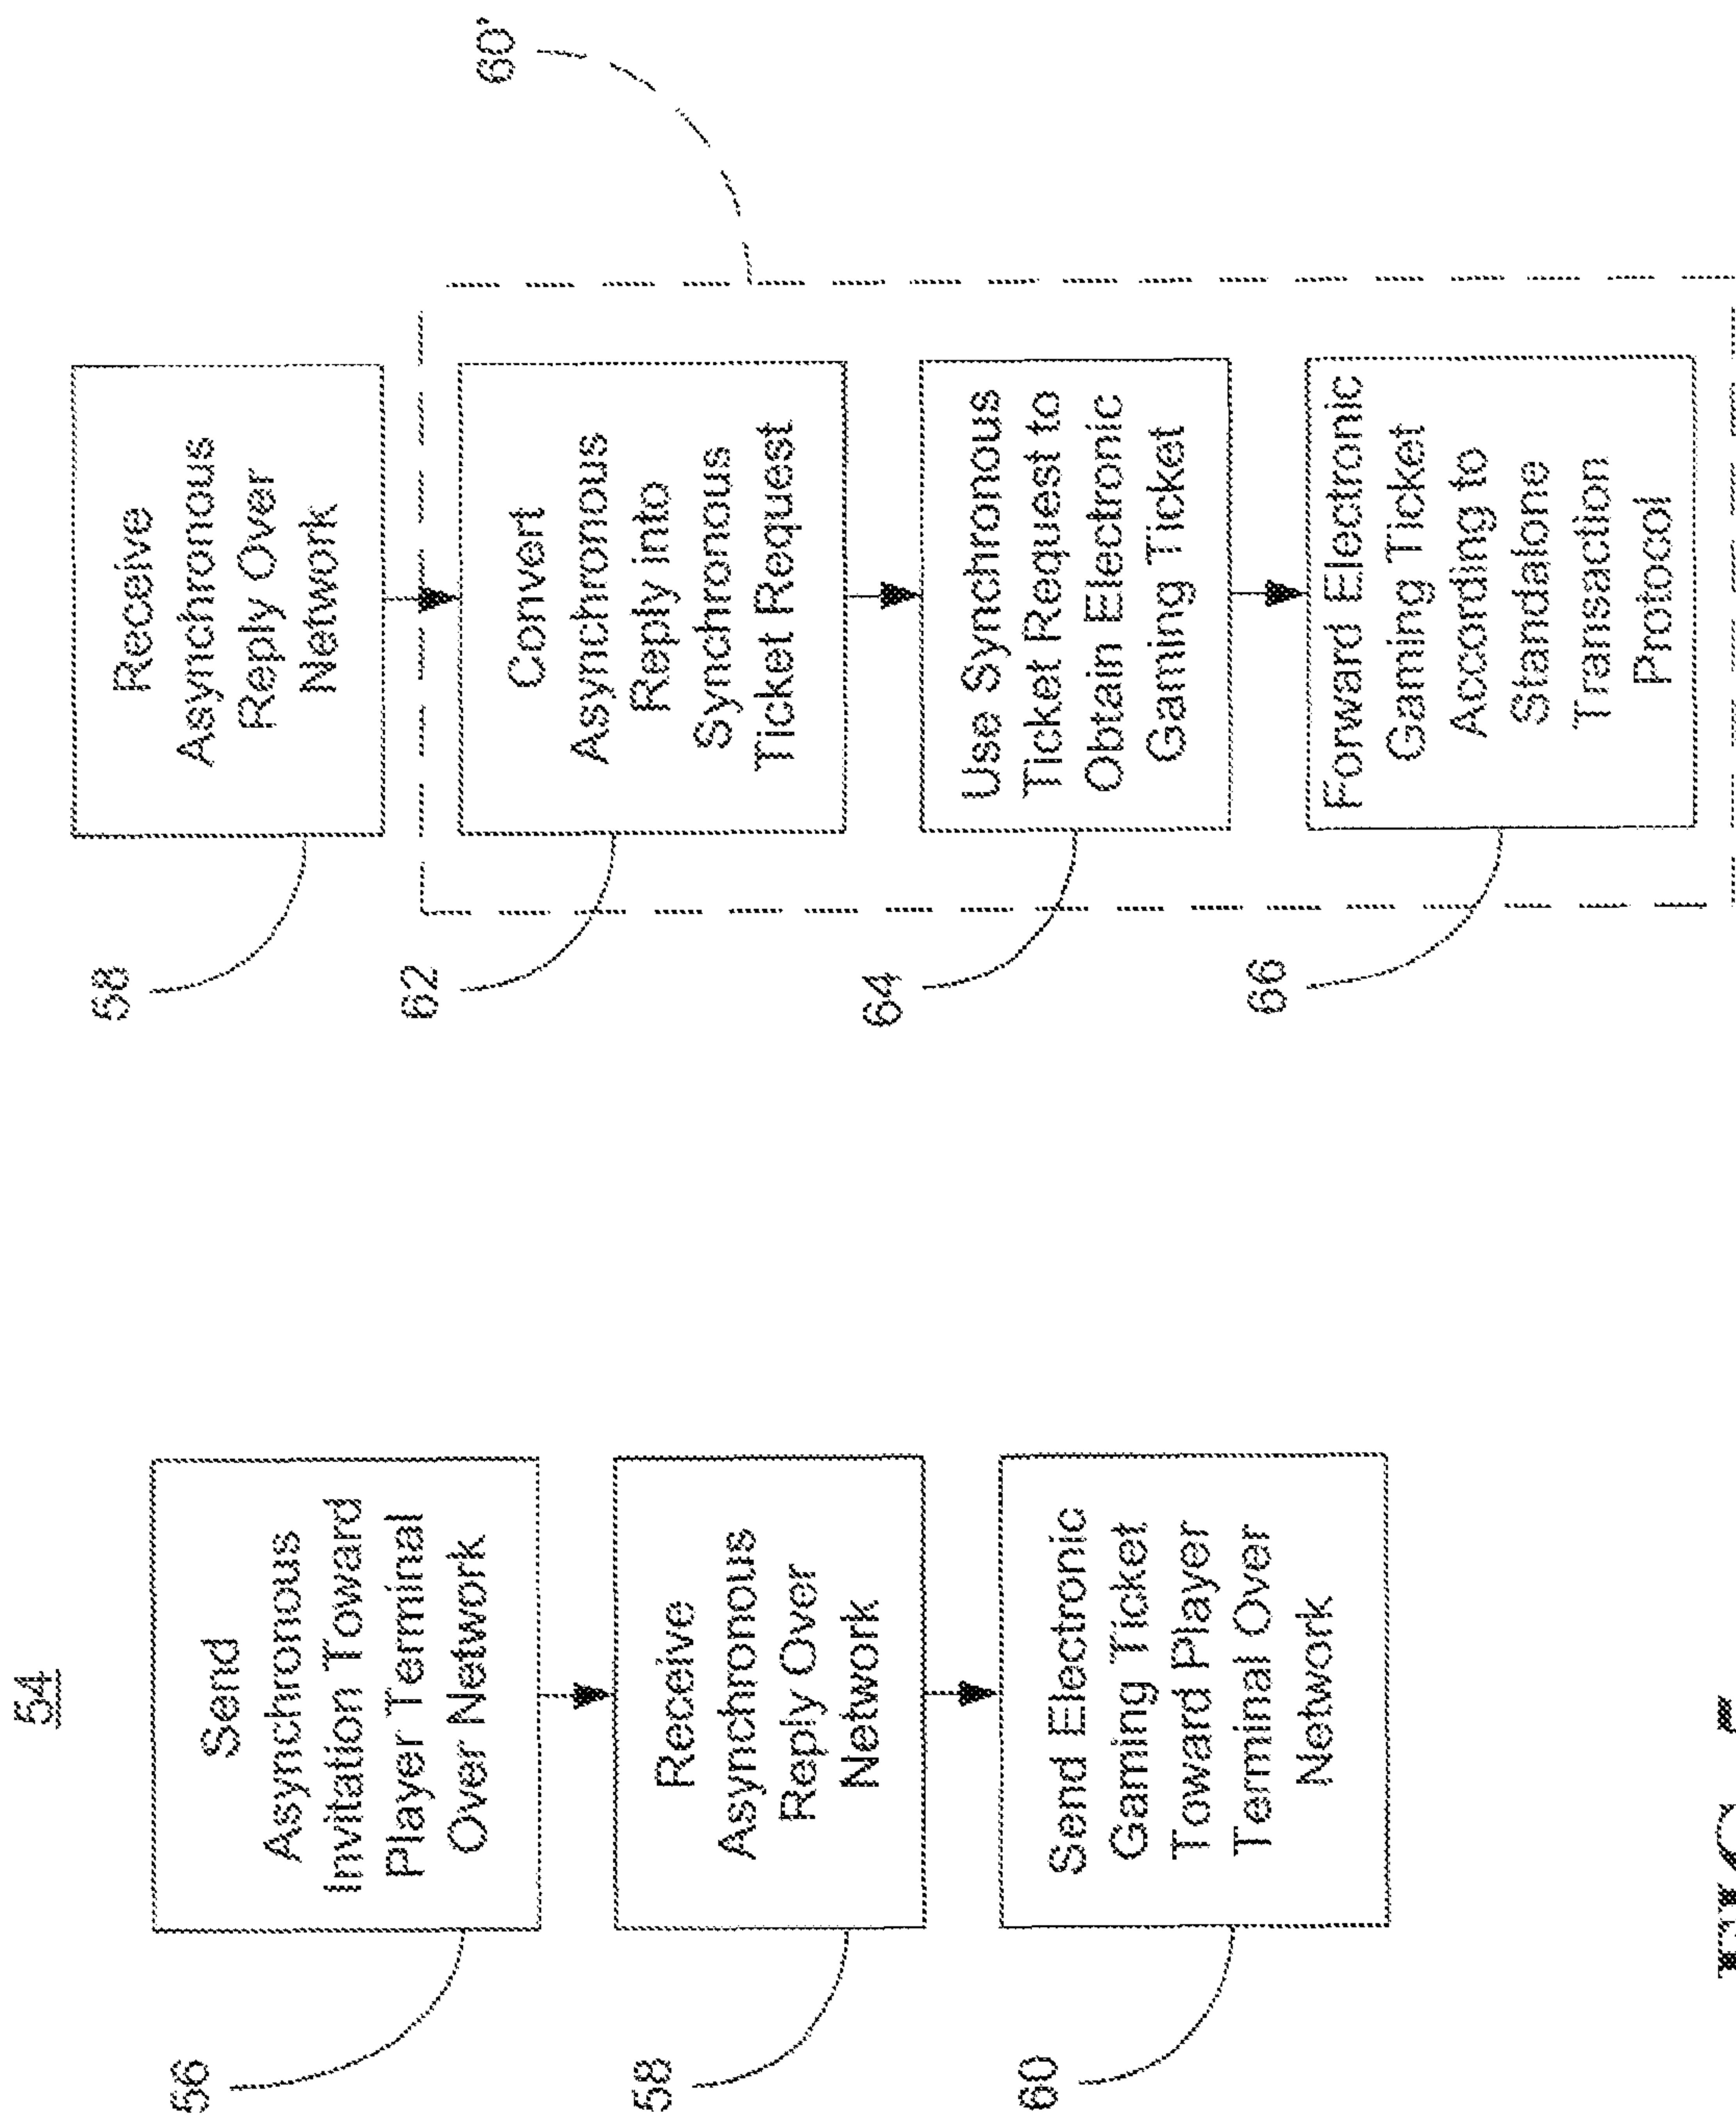 54
56
Send
Asynchronous
Invitation Toward
Player Terminal
Over Network
58
Receive
Asynchronous
Reply Over
Network
60
Send Electronic
Gaming Ticket
Toward Player
Terminal Over
Network
58
Receive
Asynchronous
Reply Over
Network
60'
62
Convert
Asynchronous
Reply into
Synchronous
Ticket Request
64
Use Synchronous
Ticket Request to
Obtain Electronic
Gaming Ticket
66
Forward Electronic
Gaming Ticket
According to
Standalone
Transaction
Protocol